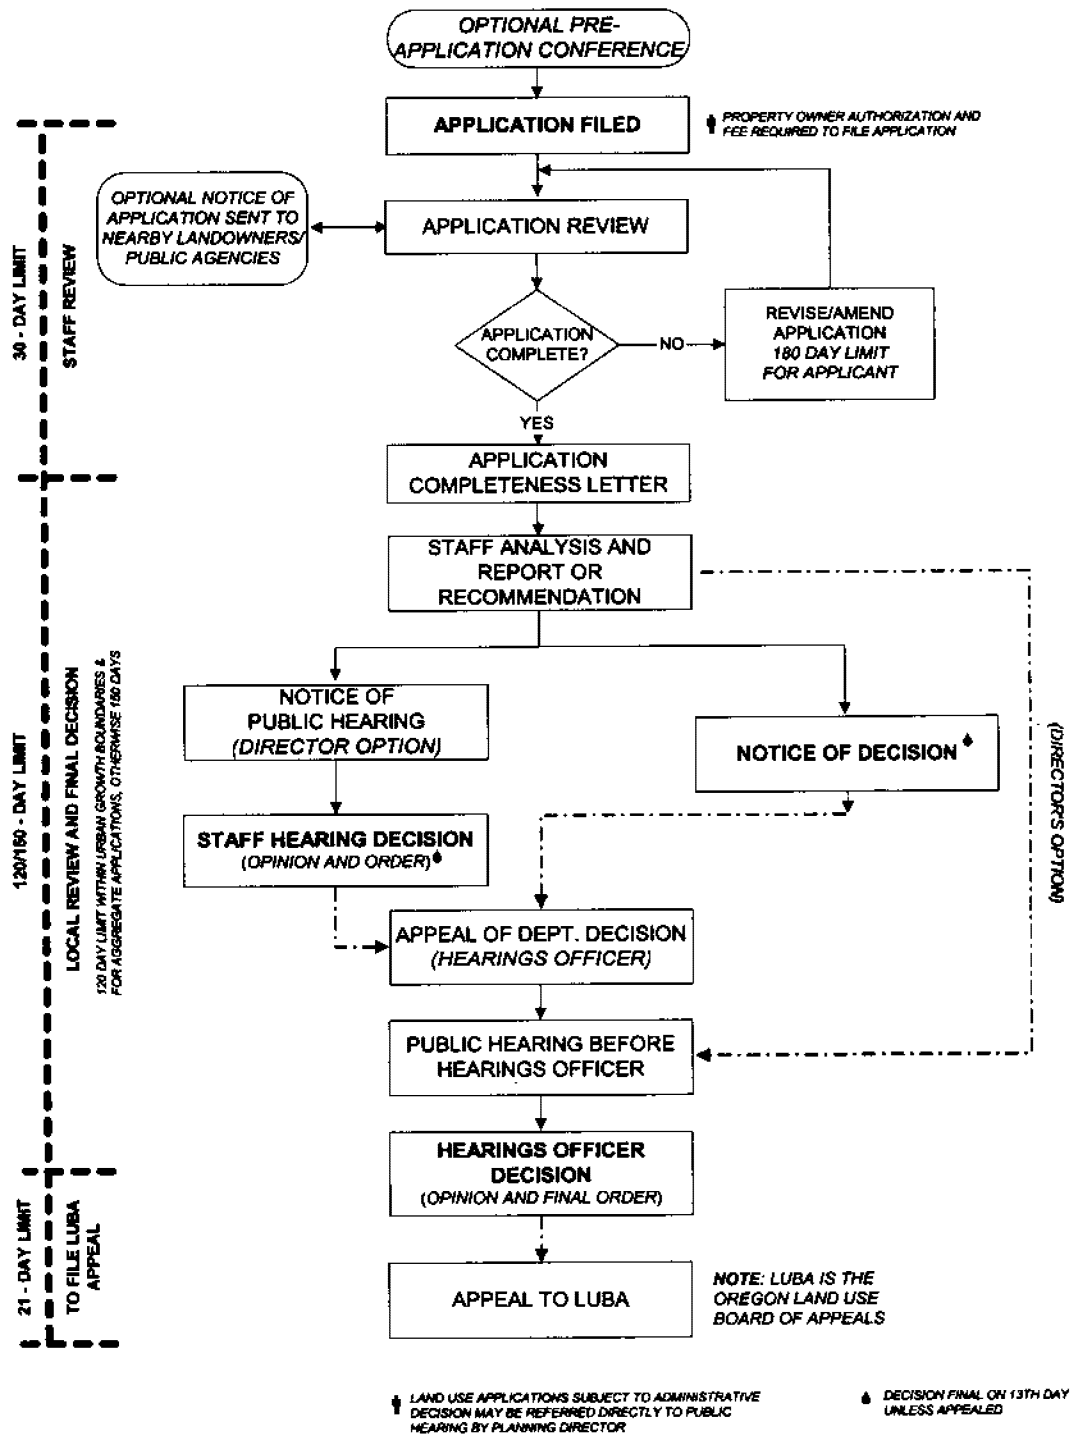 OPTIONAL PRE-
APPLICATION CONFERENCE
APPLICATION FILED
PROPERTY OWNER AUTHORIZATION AND
FEE REQUIRED TO FILE APPLICATION
OPTIONAL NOTICE OF
APPLICATION SENT TO
NEARBY LANDOWNERS/
PUBLIC AGENCIES
APPLICATION REVIEW
30 - DAY LIMIT
STAFF REVIEW
APPLICATION
COMPLETE?
NO
REVISE/AMEND
APPLICATION
180 DAY LIMIT
FOR APPLICANT
YES
APPLICATION
COMPLETENESS LETTER
STAFF ANALYSIS AND
REPORT OR
RECOMMENDATION
120/150 - DAY LIMIT
LOCAL REVIEW AND FINAL DECISION
120 DAY LIMIT WITHIN URBAN GROWTH BOUNDARIES &
FOR AGGREGATE APPLICATIONS, OTHERWISE 150 DAYS
NOTICE OF
PUBLIC HEARING
(DIRECTOR OPTION)
NOTICE OF DECISION
(DIRECTOR'S OPTION)
STAFF HEARING DECISION
(OPINION AND ORDER)
APPEAL OF DEPT. DECISION
(HEARINGS OFFICER)
PUBLIC HEARING BEFORE
HEARINGS OFFICER
HEARINGS OFFICER
DECISION
(OPINION AND FINAL ORDER)
21 - DAY LIMIT
TO FILE LUBA
APPEAL
APPEAL TO LUBA
NOTE: LUBA IS THE
OREGON LAND USE
BOARD OF APPEALS
LAND USE APPLICATIONS SUBJECT TO ADMINISTRATIVE
DECISION MAY BE REFERRED DIRECTLY TO PUBLIC
HEARING BY PLANNING DIRECTOR
DECISION FINAL ON 13TH DAY
UNLESS APPEALED